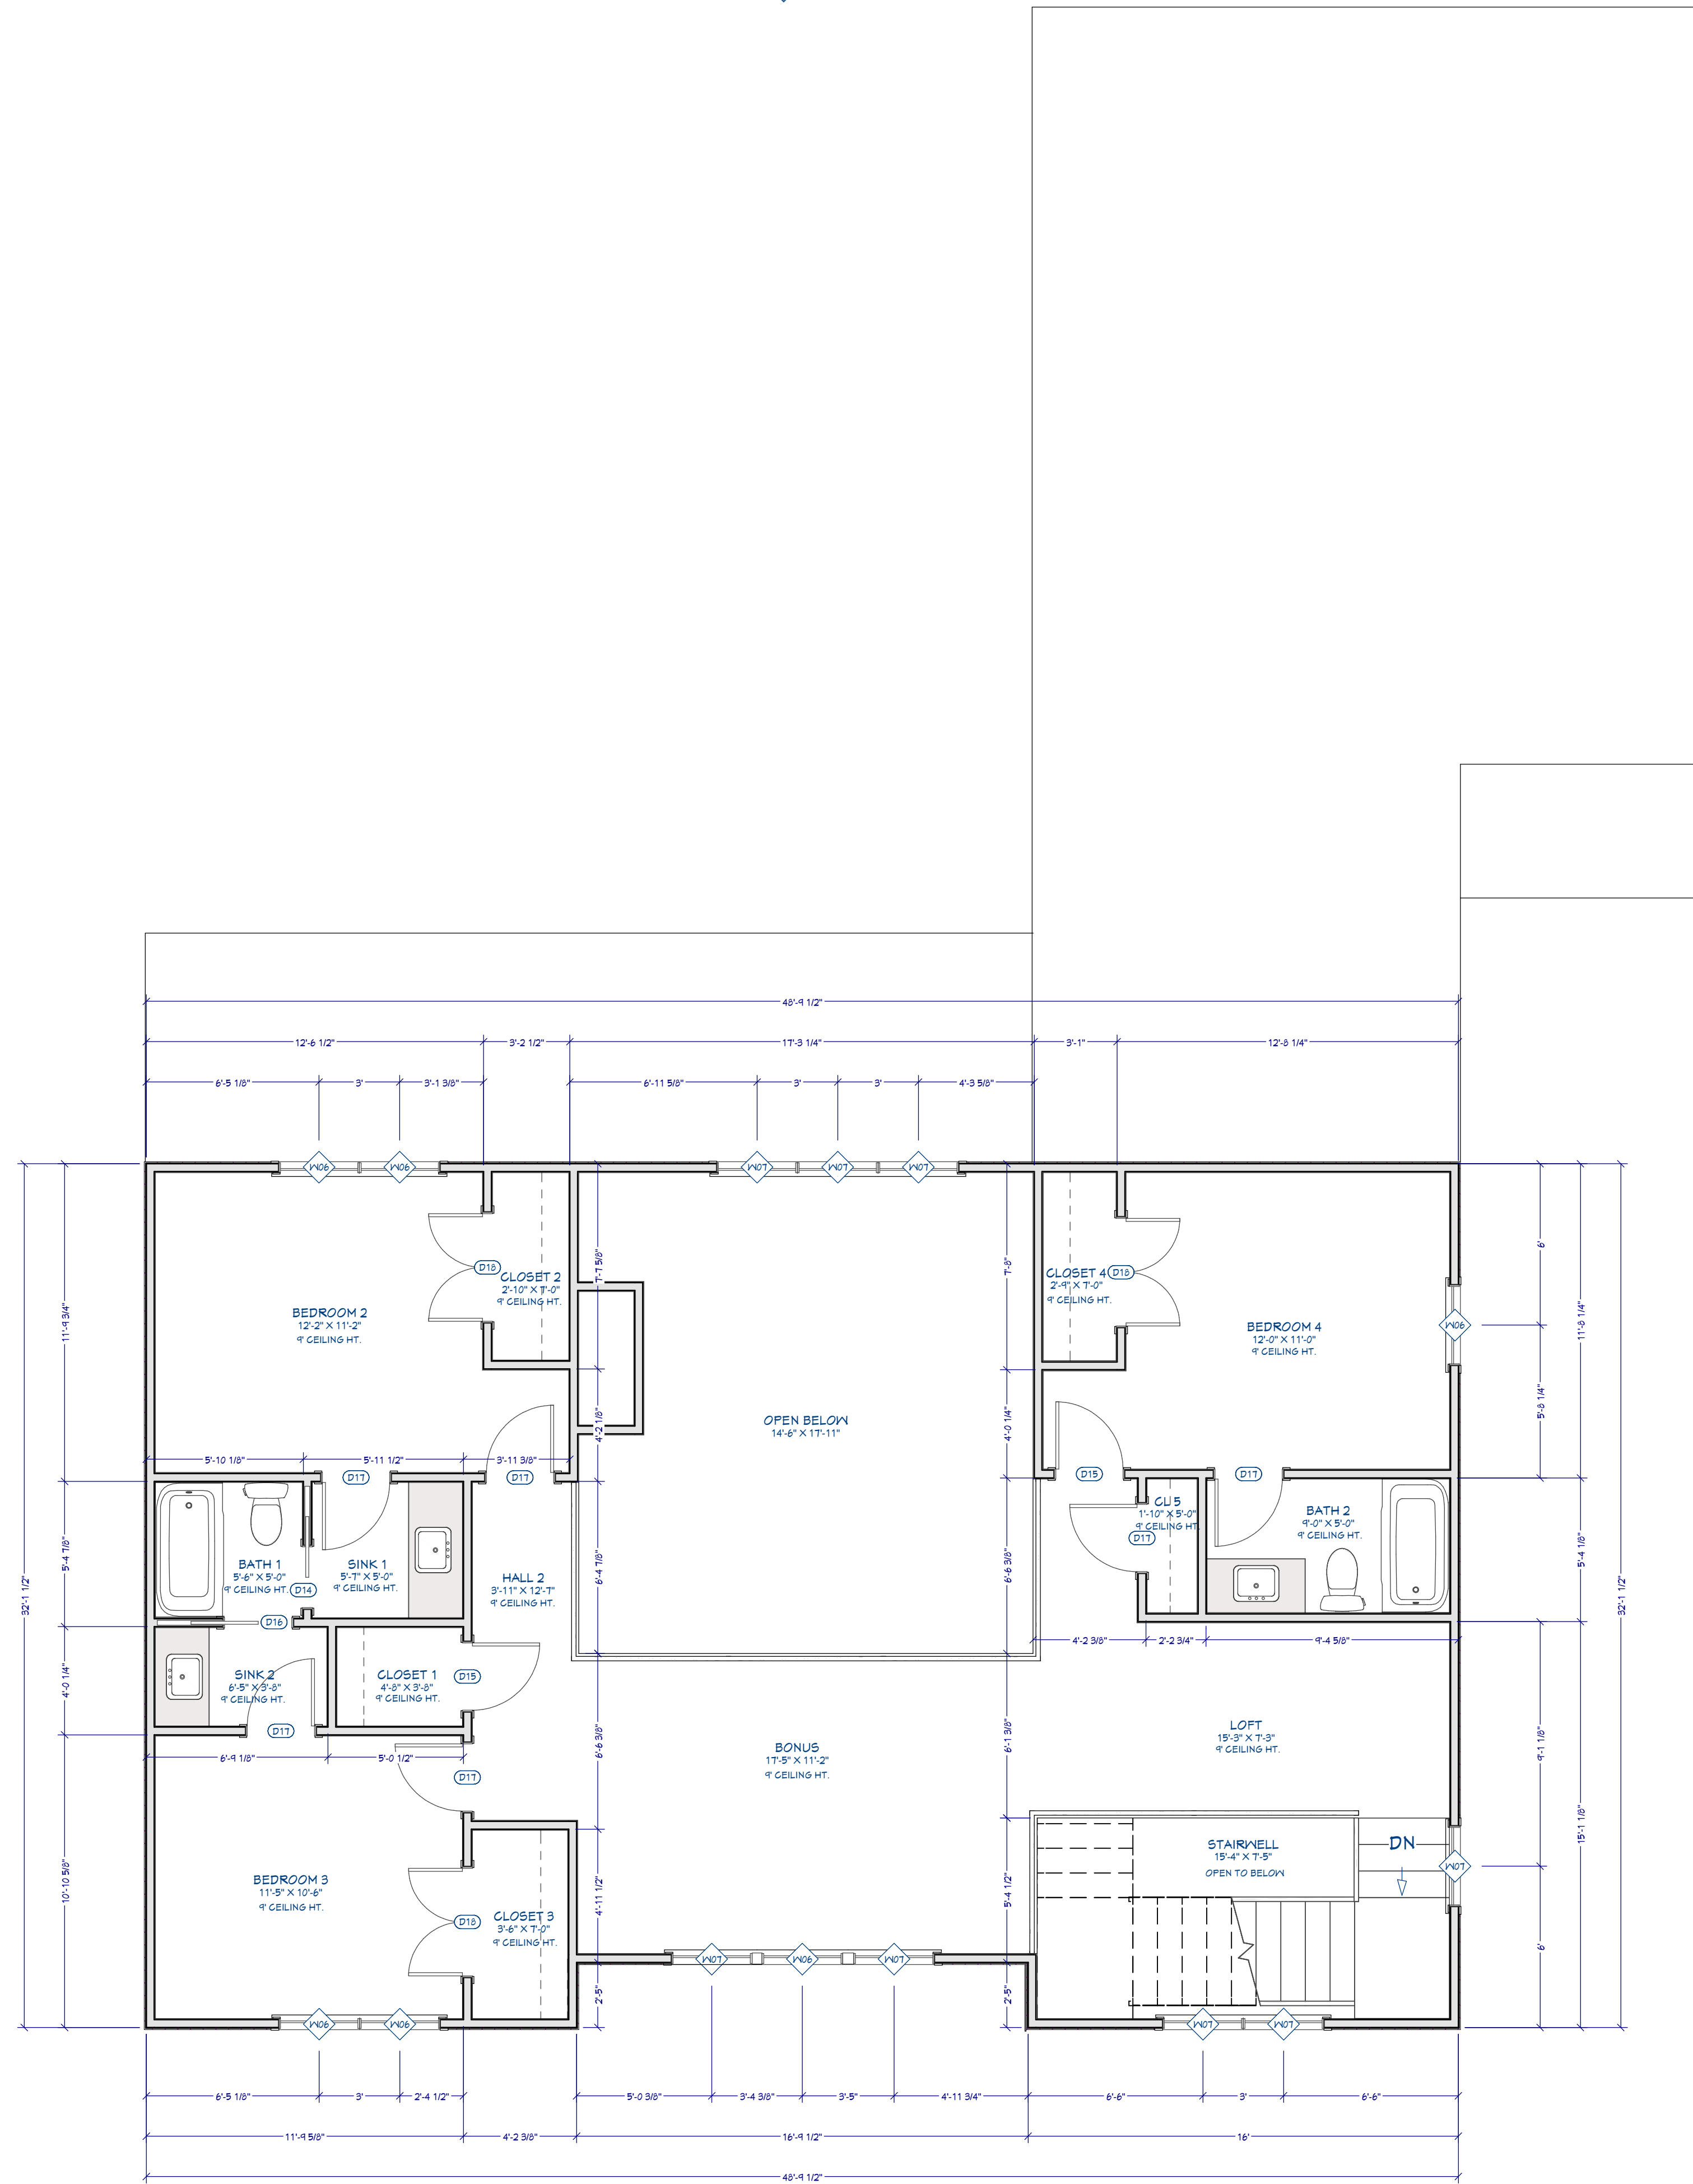 48'-9 1/2"
12'-6 1/2" 3'-2 1/2" 17'-3 1/4" 3'-1" 12'-8 1/4"
6'-5 1/8" 3' 3'-1 3/8" 6'-11 5/8" 3' 3' 4'-3 5/8"
W06 W06 W07 W07 W07
32'-1 1/2"
11'-9 3/4"
5'-4 7/8"
4'-0 1/4"
10'-10 5/8"
BEDROOM 2
12'-2" X 11'-2"
9' CEILING HT.
D18
CLOSET 2
2'-10" X 7'-0"
9' CEILING HT.
7'-7 5/8"
4'-2 1/8"
6'-4 7/8"
6'-6 3/8"
4'-11 1/2"
2'-5"
OPEN BELOW
14'-6" X 17'-11"
7'-8"
4'-0 1/4"
6'-6 3/8"
6'-1 3/8"
5'-4 1/2"
2'-5"
CLOSET 4
2'-9" X 7'-0"
9' CEILING HT.
D18
BEDROOM 4
12'-0" X 11'-0"
9' CEILING HT.
W06
6'
5'-8 1/4"
9'-1 1/8"
6'
11'-8 1/4"
5'-4 1/8"
15'-1 1/8"
32'-1 1/2"
5'-10 1/8" 5'-11 1/2" 3'-11 3/8"
D17 D17 D15 D17
BATH 1
5'-6" X 5'-0"
9' CEILING HT.
D14
SINK 1
5'-7" X 5'-0"
9' CEILING HT.
D16
HALL 2
3'-11" X 12'-7"
9' CEILING HT.
CL 5
1'-10" X 5'-0"
9' CEILING HT.
D17
BATH 2
9'-0" X 5'-0"
9' CEILING HT.
4'-2 3/8" 2'-2 3/4" 9'-4 5/8"
SINK 2
6'-5" X 3'-8"
9' CEILING HT.
D17
CLOSET 1
4'-8" X 3'-8"
9' CEILING HT.
D15
6'-9 1/8" 5'-0 1/2"
D17
BONUS
17'-5" X 11'-2"
9' CEILING HT.
LOFT
15'-3" X 7'-3"
9' CEILING HT.
STAIRWELL
15'-4" X 7'-5"
OPEN TO BELOW
DN
W07
BEDROOM 3
11'-5" X 10'-6"
9' CEILING HT.
D18
CLOSET 3
3'-6" X 7'-0"
9' CEILING HT.
W07 W06 W07
W06 W06 W07 W07
6'-5 1/8" 3' 2'-4 1/2" 5'-0 3/8" 3'-4 3/8" 3'-5" 4'-11 3/4" 6'-6" 3' 6'-6"
11'-9 5/8" 4'-2 3/8" 16'-9 1/2" 16'
48'-9 1/2"